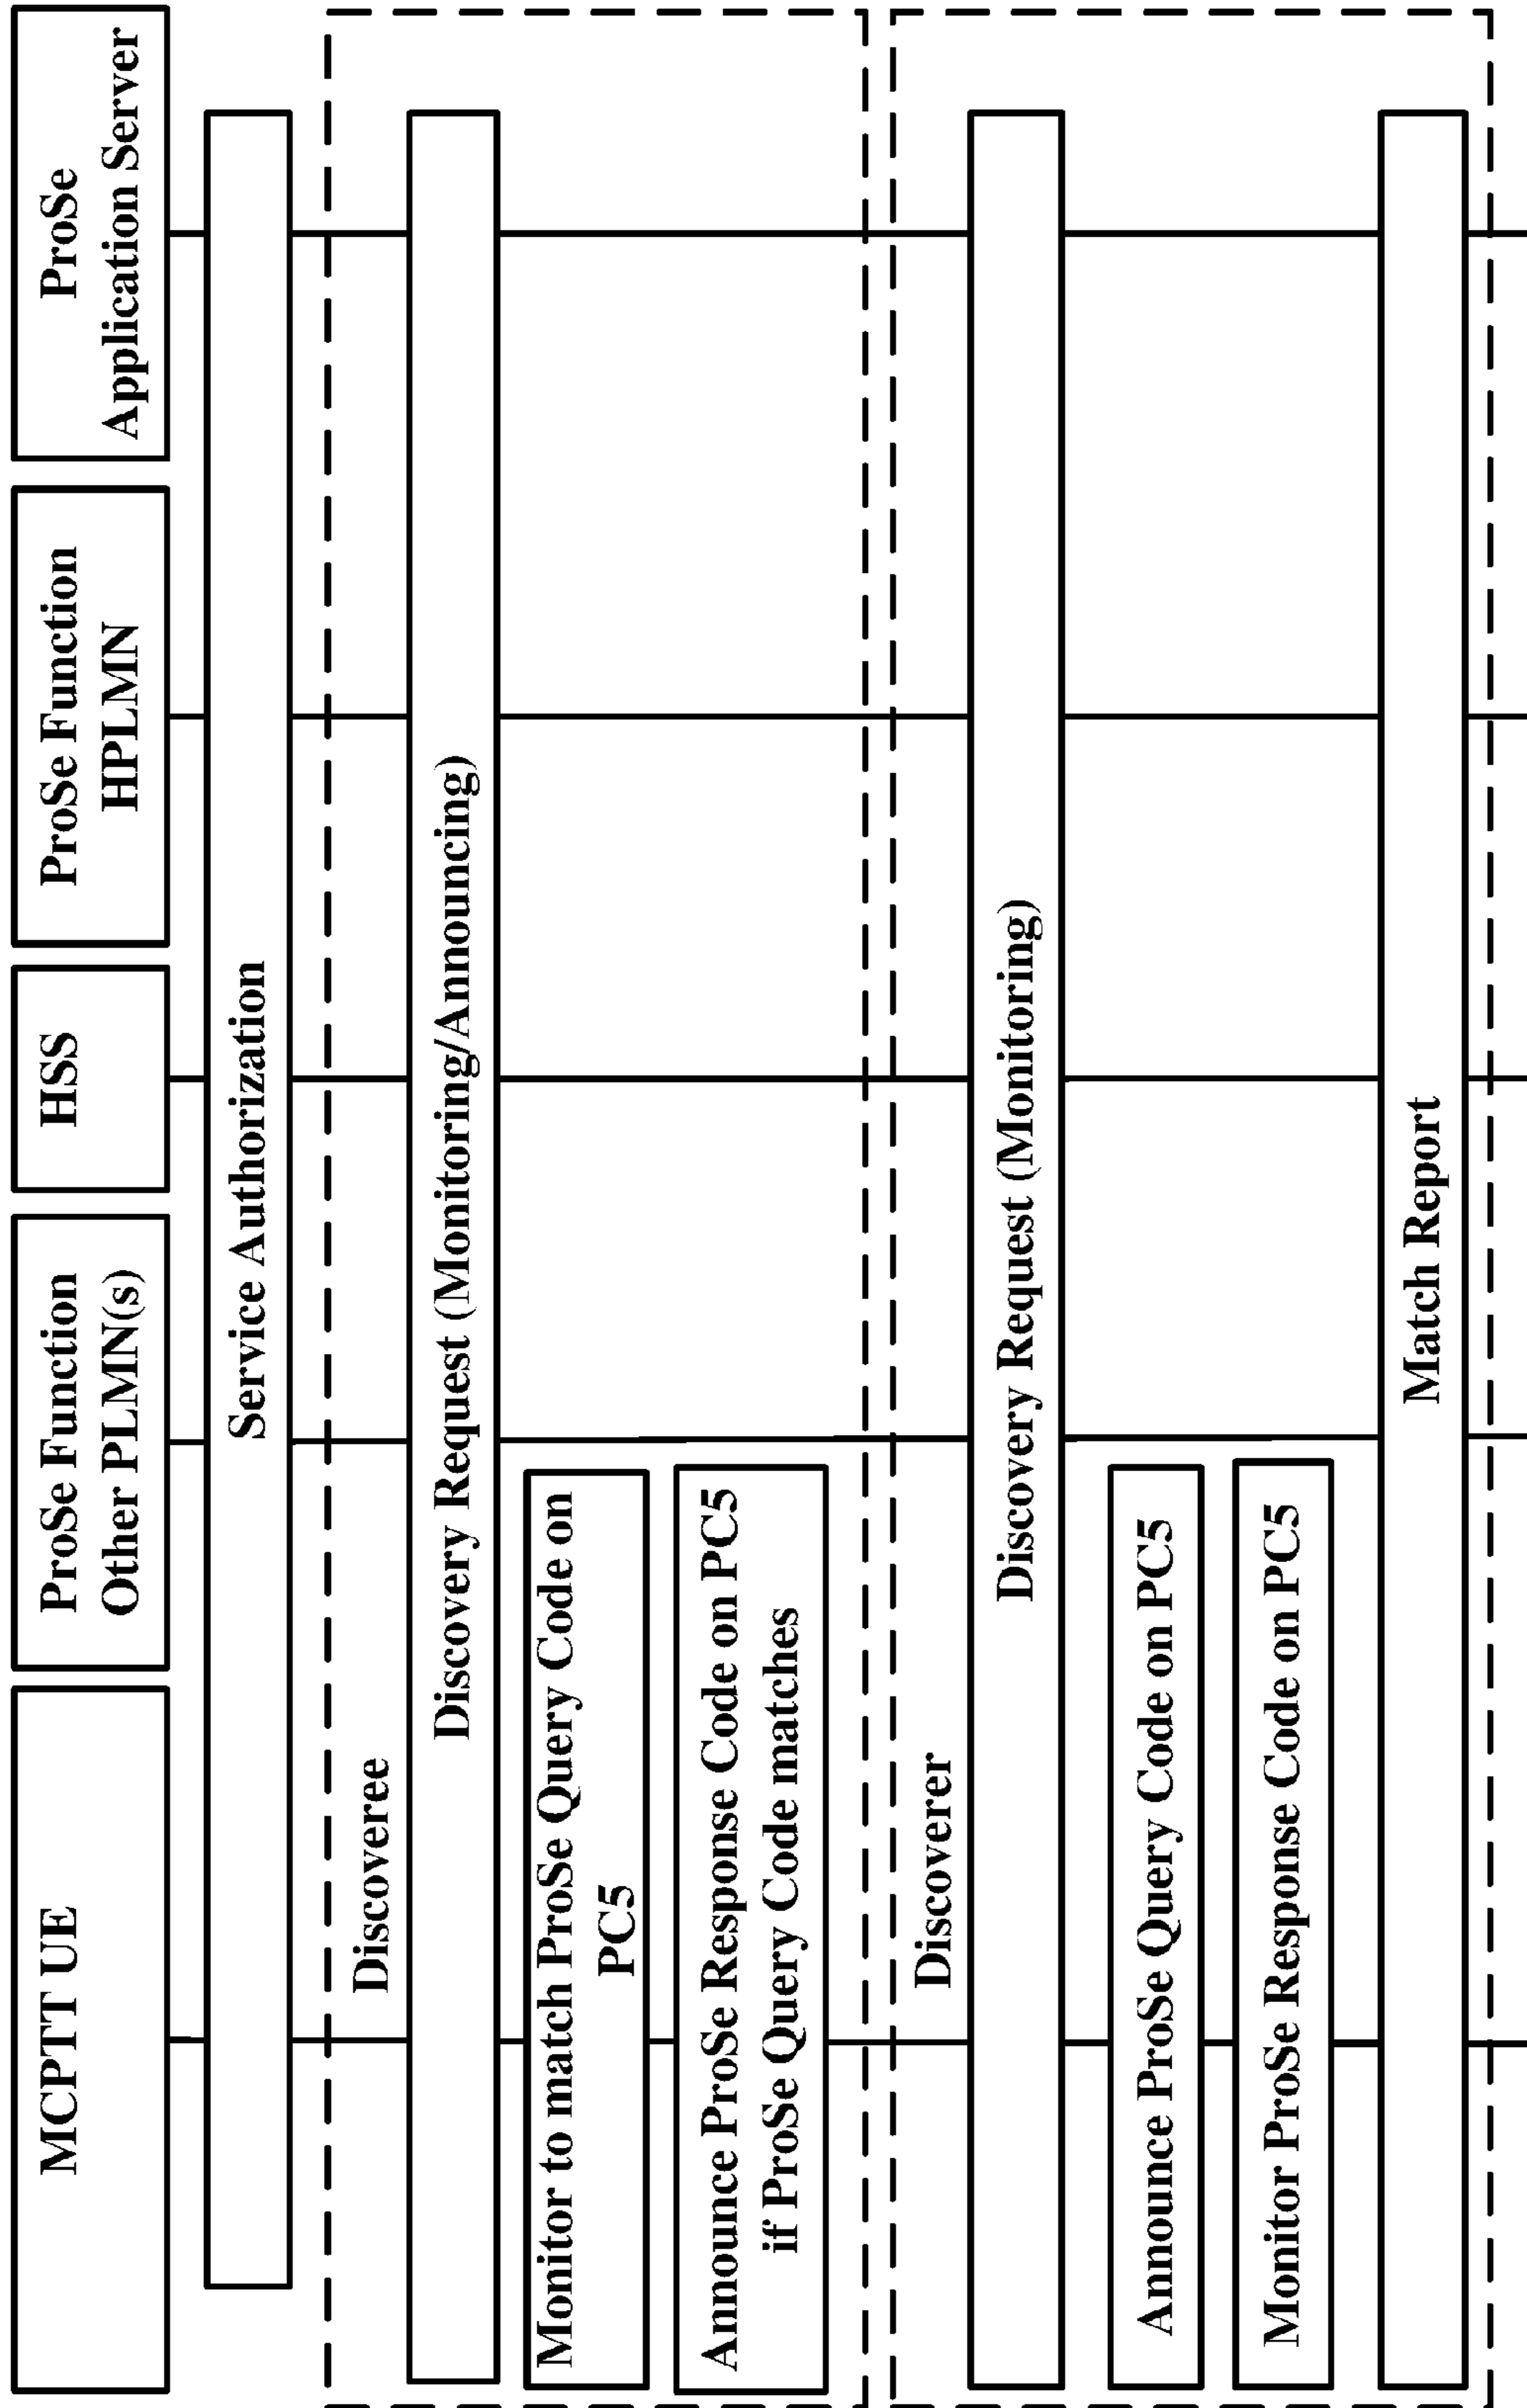 MCPTT UE
ProSe Function
Other PLMN(s)
HSS
ProSe Function
HPLMN
ProSe
Application Server
Service Authorization
Discoveree
Discovery Request (Monitoring/Announcing)
Monitor to match ProSe Query Code on
PC5
Announce ProSe Response Code on PC5
if ProSe Query Code matches
Discoverer
Discovery Request (Monitoring)
Announce ProSe Query Code on PC5
Monitor ProSe Response Code on PC5
Match Report